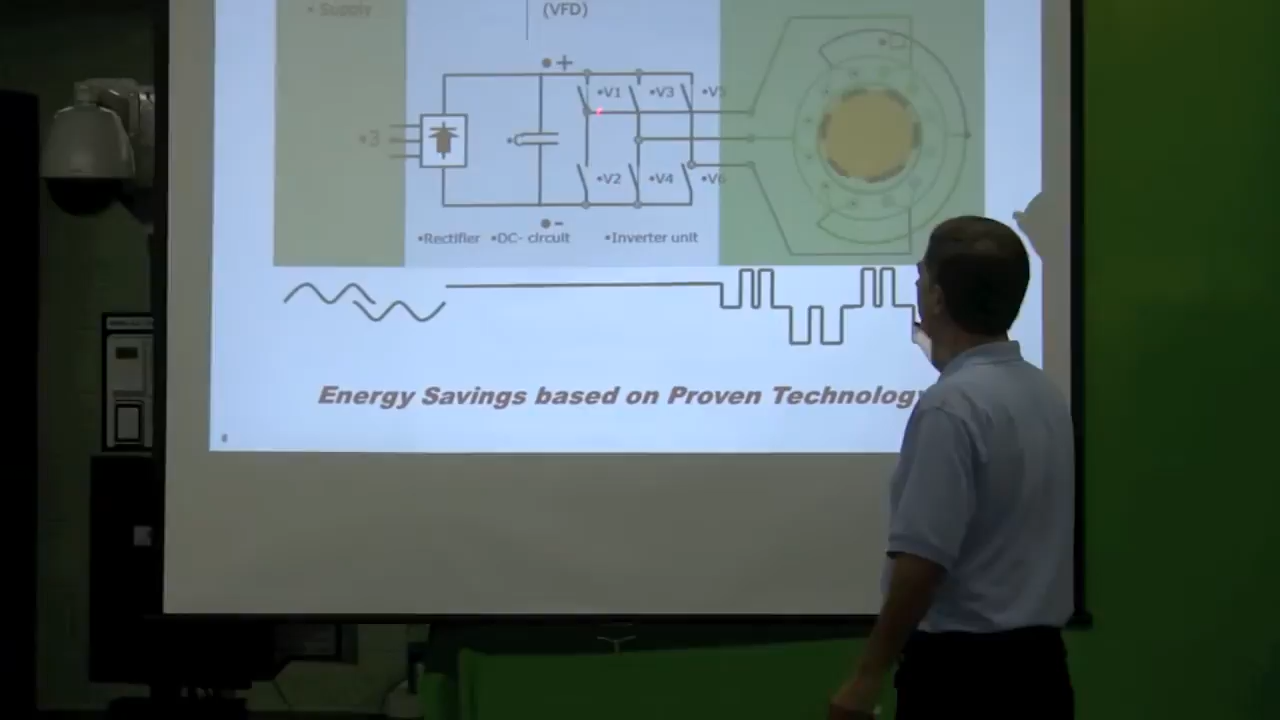 • Supply
(VFD)
•+
•V1 •V3 •V5
•3
•C
•V2 •V4 •V6
•-
•Rectifier •DC- circuit •Inverter unit
Energy Savings based on Proven Technology
8